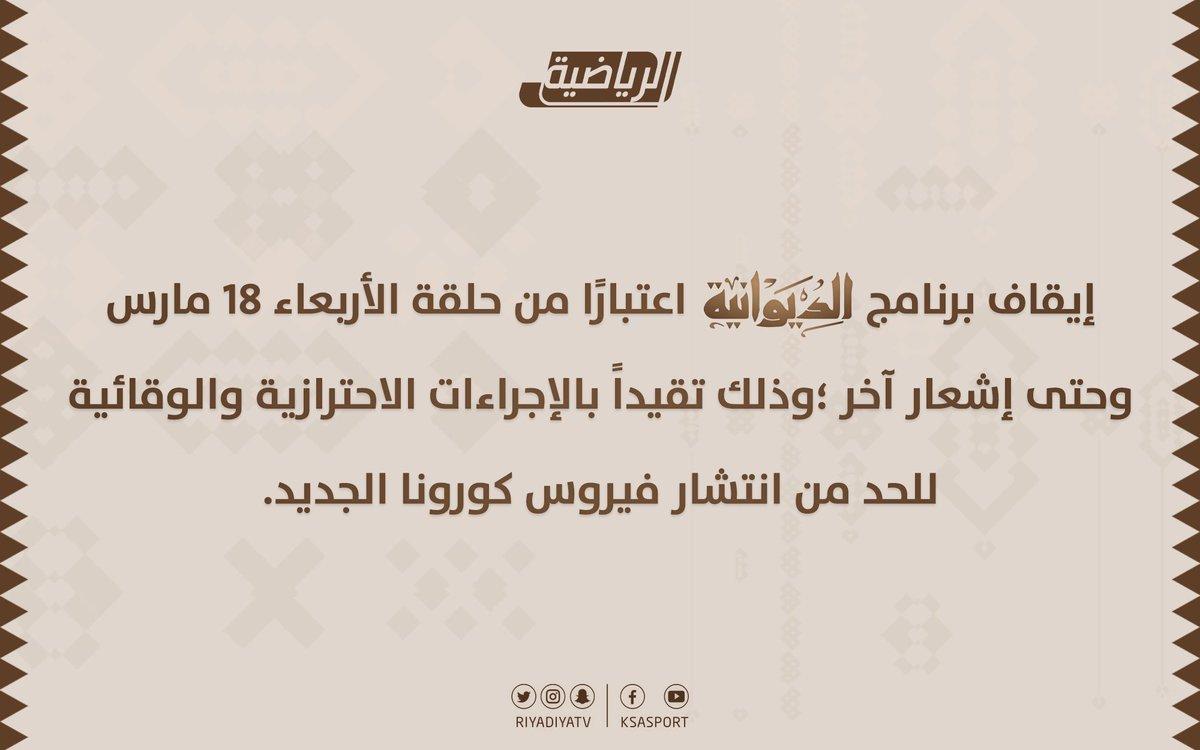 الرياضية
إيقاف برنامج الديوانية اعتبارًا من حلقة الأربعاء 18 مارس
وحتى إشعار آخر ؛وذلك تقيداً بالإجراءات الاحترازية والوقائية
للحد من انتشار فيروس كورونا الجديد.
RIYADIYATV KSASPORT